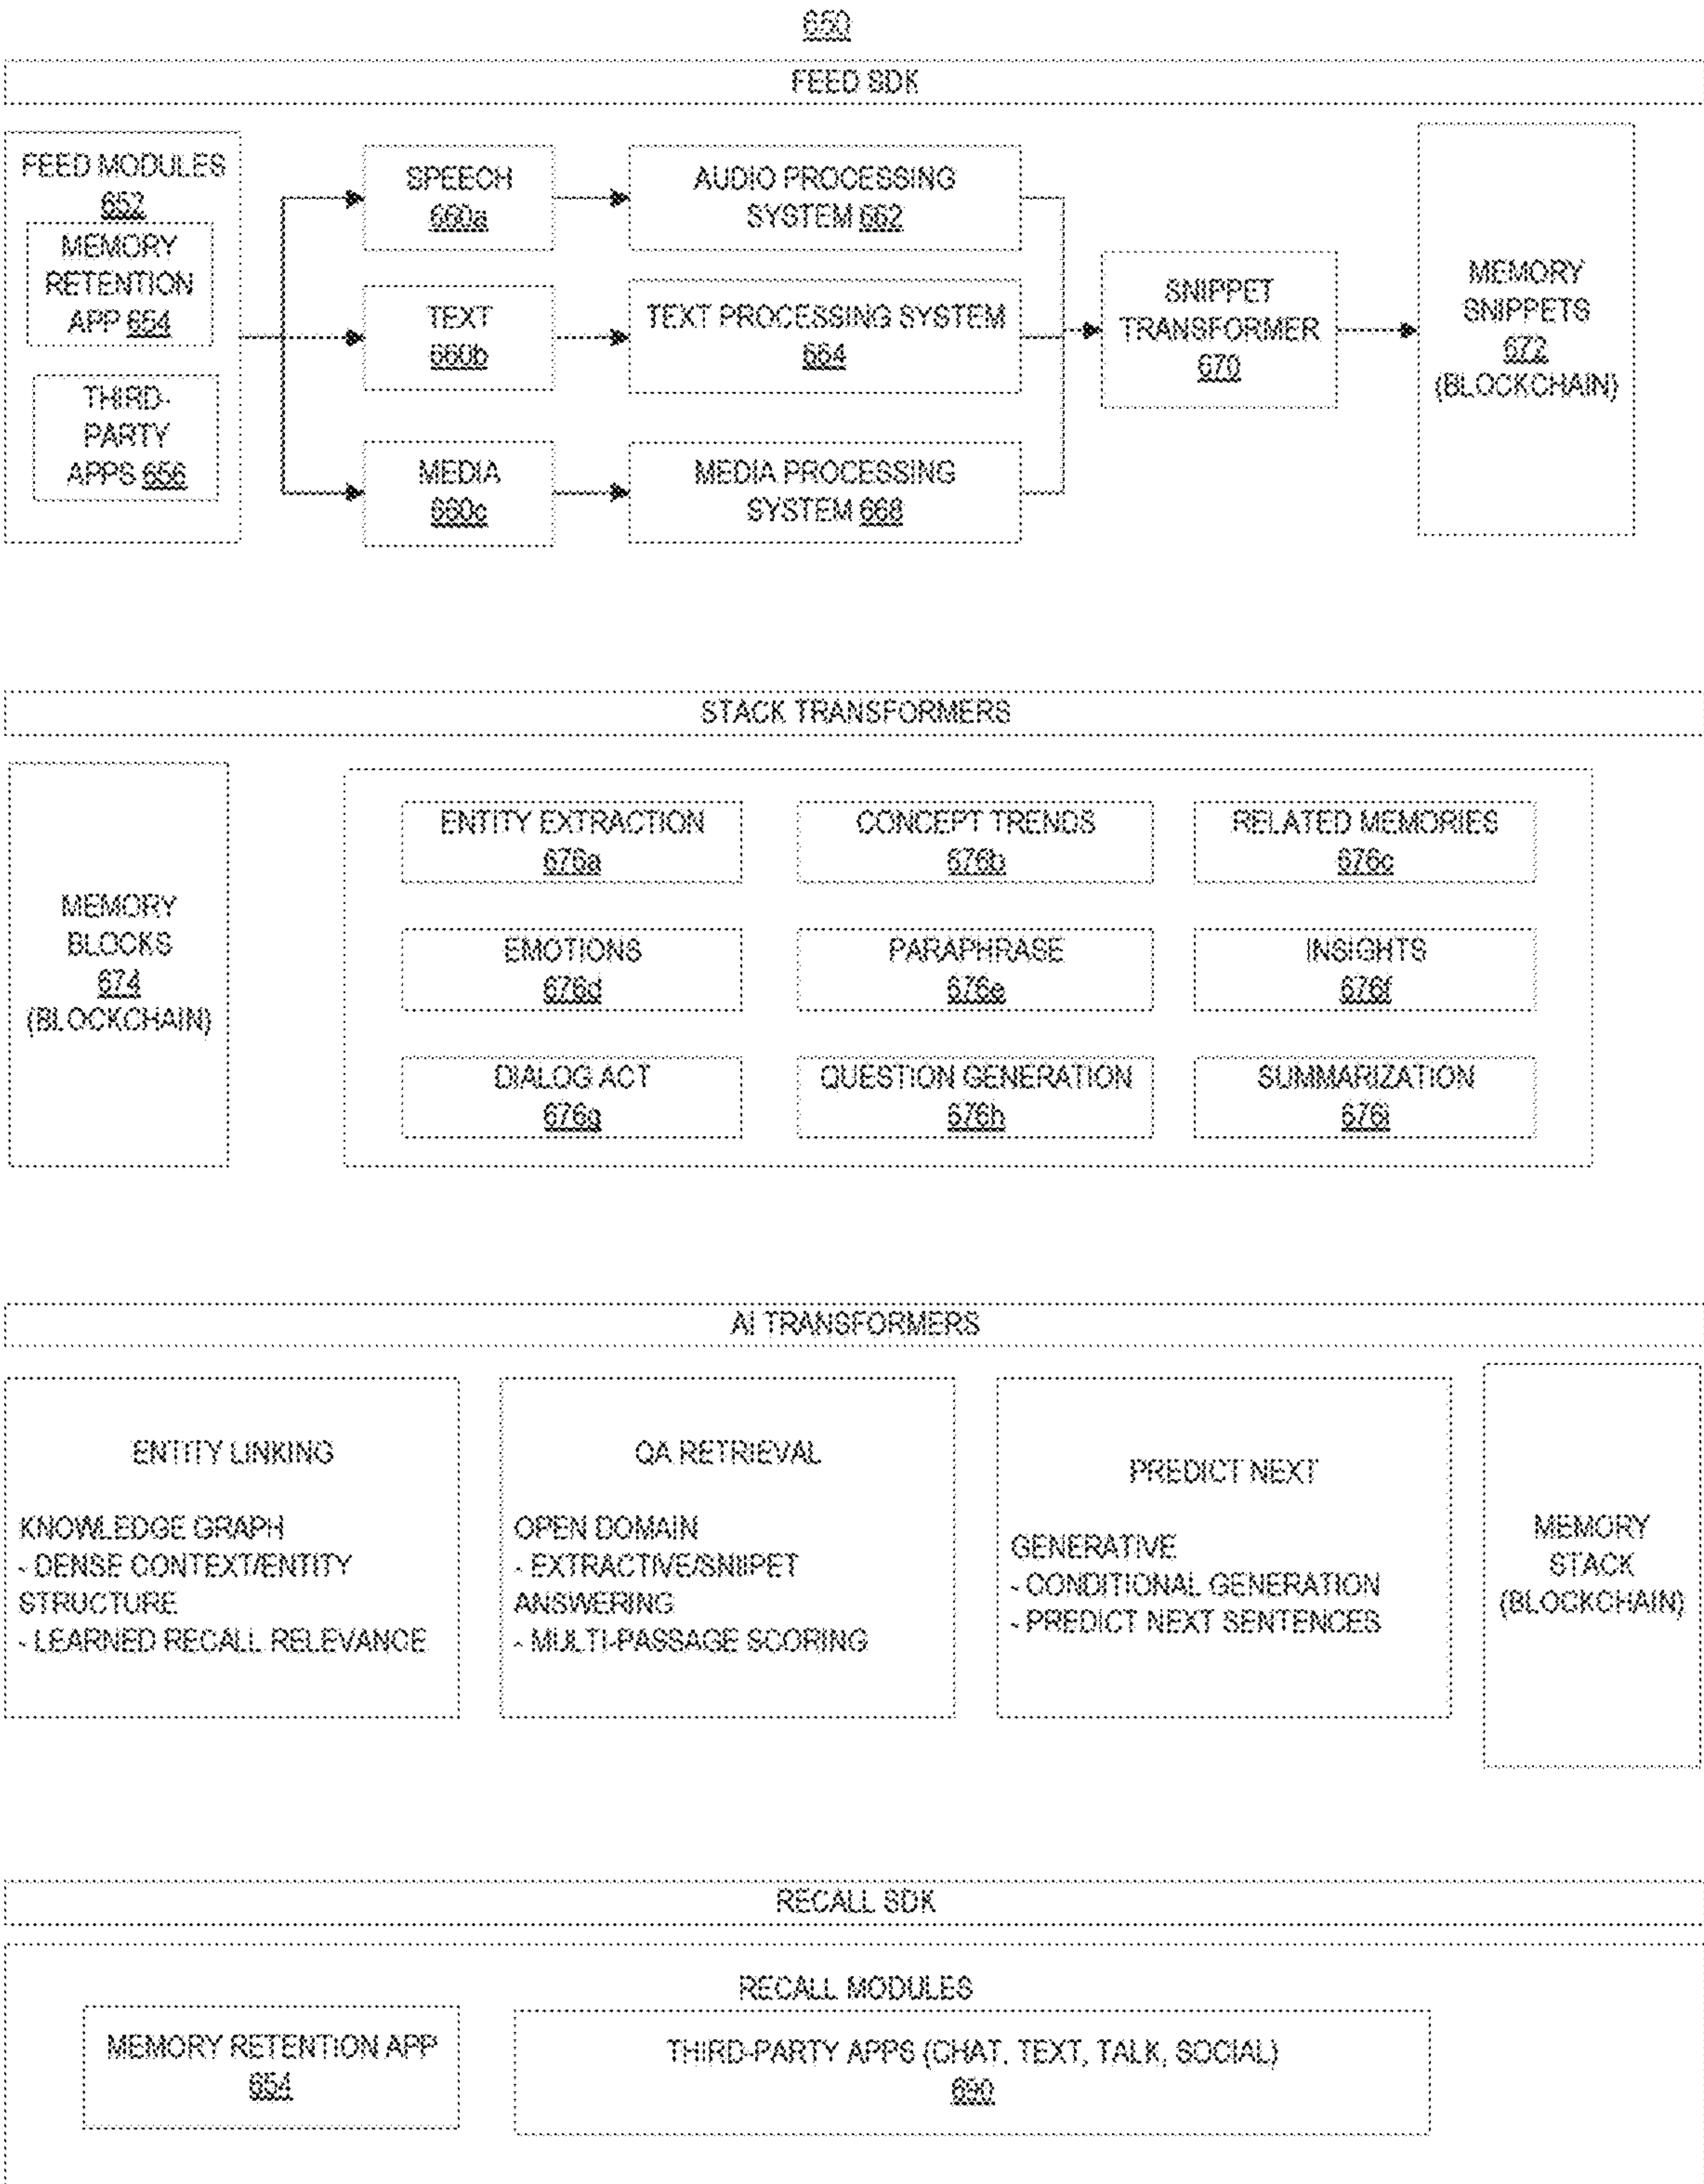 650
FEED SDK
FEED MODULES
652
MEMORY
RETENTION
APP 654
THIRD-
PARTY
APPS 656
SPEECH
660a
TEXT
660b
MEDIA
660c
AUDIO PROCESSING
SYSTEM 662
TEXT PROCESSING SYSTEM
664
MEDIA PROCESSING
SYSTEM 668
SNIPPET
TRANSFORMER
670
MEMORY
SNIPPETS
672
(BLOCKCHAIN)
STACK TRANSFORMERS
MEMORY
BLOCKS
674
(BLOCKCHAIN)
ENTITY EXTRACTION
676a
CONCEPT TRENDS
676b
RELATED MEMORIES
676c
EMOTIONS
676d
PARAPHRASE
676e
INSIGHTS
676f
DIALOG ACT
676g
QUESTION GENERATION
676h
SUMMARIZATION
676i
AI TRANSFORMERS
ENTITY LINKING
KNOWLEDGE GRAPH
- DENSE CONTEXT/ENTITY
STRUCTURE
- LEARNED RECALL RELEVANCE
QA RETRIEVAL
OPEN DOMAIN
- EXTRACTIVE/SNIIPET
ANSWERING
- MULTI-PASSAGE SCORING
PREDICT NEXT
GENERATIVE
- CONDITIONAL GENERATION
- PREDICT NEXT SENTENCES
MEMORY
STACK
(BLOCKCHAIN)
RECALL SDK
RECALL MODULES
MEMORY RETENTION APP
654
THIRD-PARTY APPS (CHAT, TEXT, TALK, SOCIAL)
690